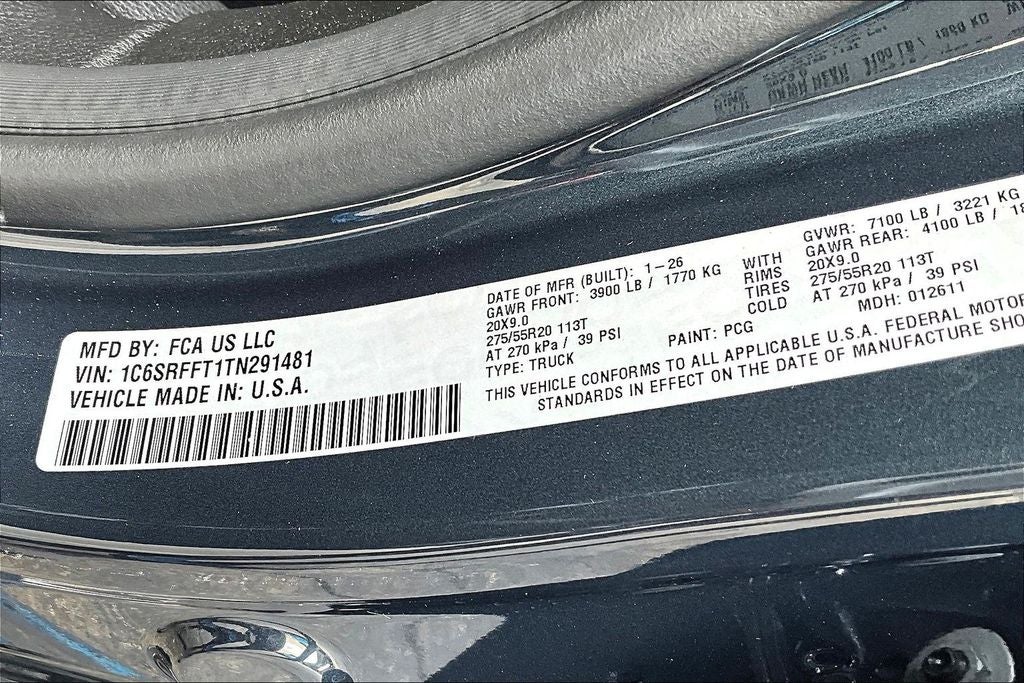 MFD BY: FCA US LLC
VIN: 1C6SRFFT1TN291481
VEHICLE MADE IN: U.S.A.
DATE OF MFR (BUILT): 1-26
GAWR FRONT: 3900 LB / 1770 KG
20X9.0
275/55R20 113T
AT 270 kPa / 39 PSI
TYPE: TRUCK
WITH
RIMS
TIRES
COLD
GVWR: 7100 LB / 3221 KG
GAWR REAR: 4100 LB /
20X9.0
275/55R20 113T
AT 270 kPa / 39 PSI
PAINT: PCG
MDH: 012611
THIS VEHICLE CONFORMS TO ALL APPLICABLE U.S.A. FEDERAL MOTOR
STANDARDS IN EFFECT ON THE DATE OF MANUFACTURE SHO